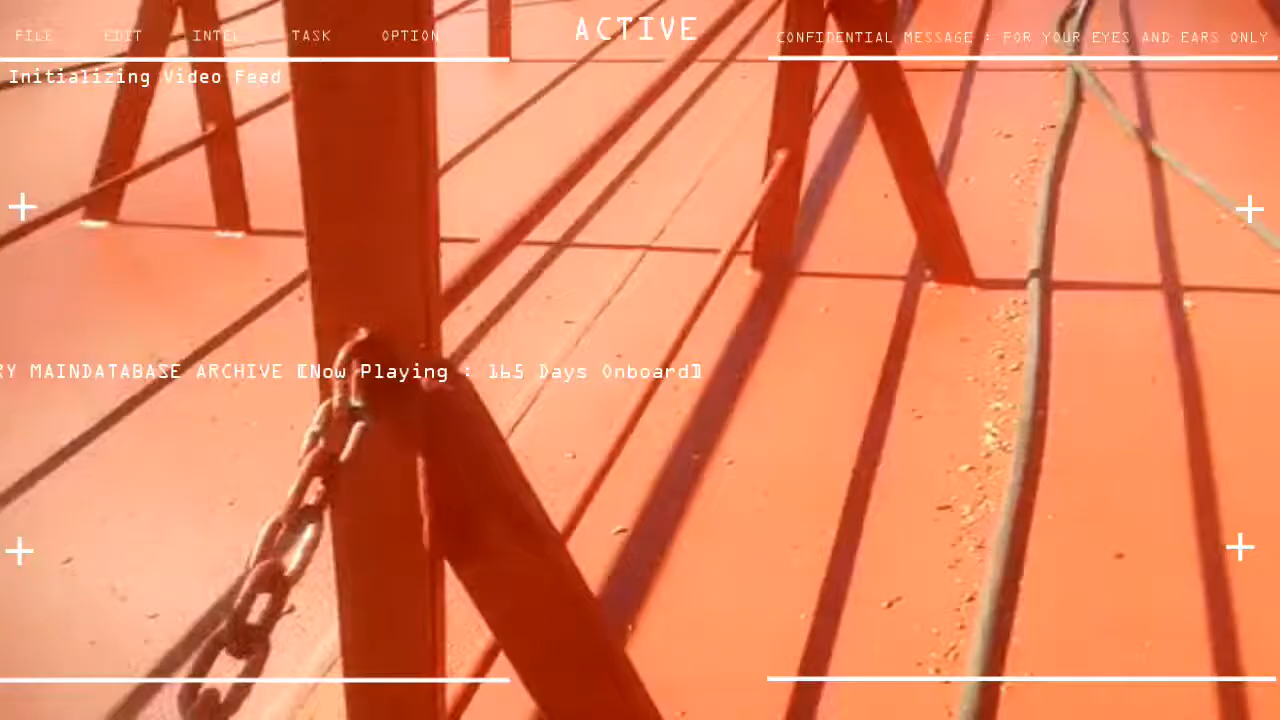 ACTIVE
FILE EDIT INTEL TASK OPTION
CONFIDENTIAL MESSAGE : FOR YOUR EYES AND EARS ONLY
Initializing Video Feed
RY MAINDATABASE ARCHIVE [Now Playing : 165 Days Onboard]